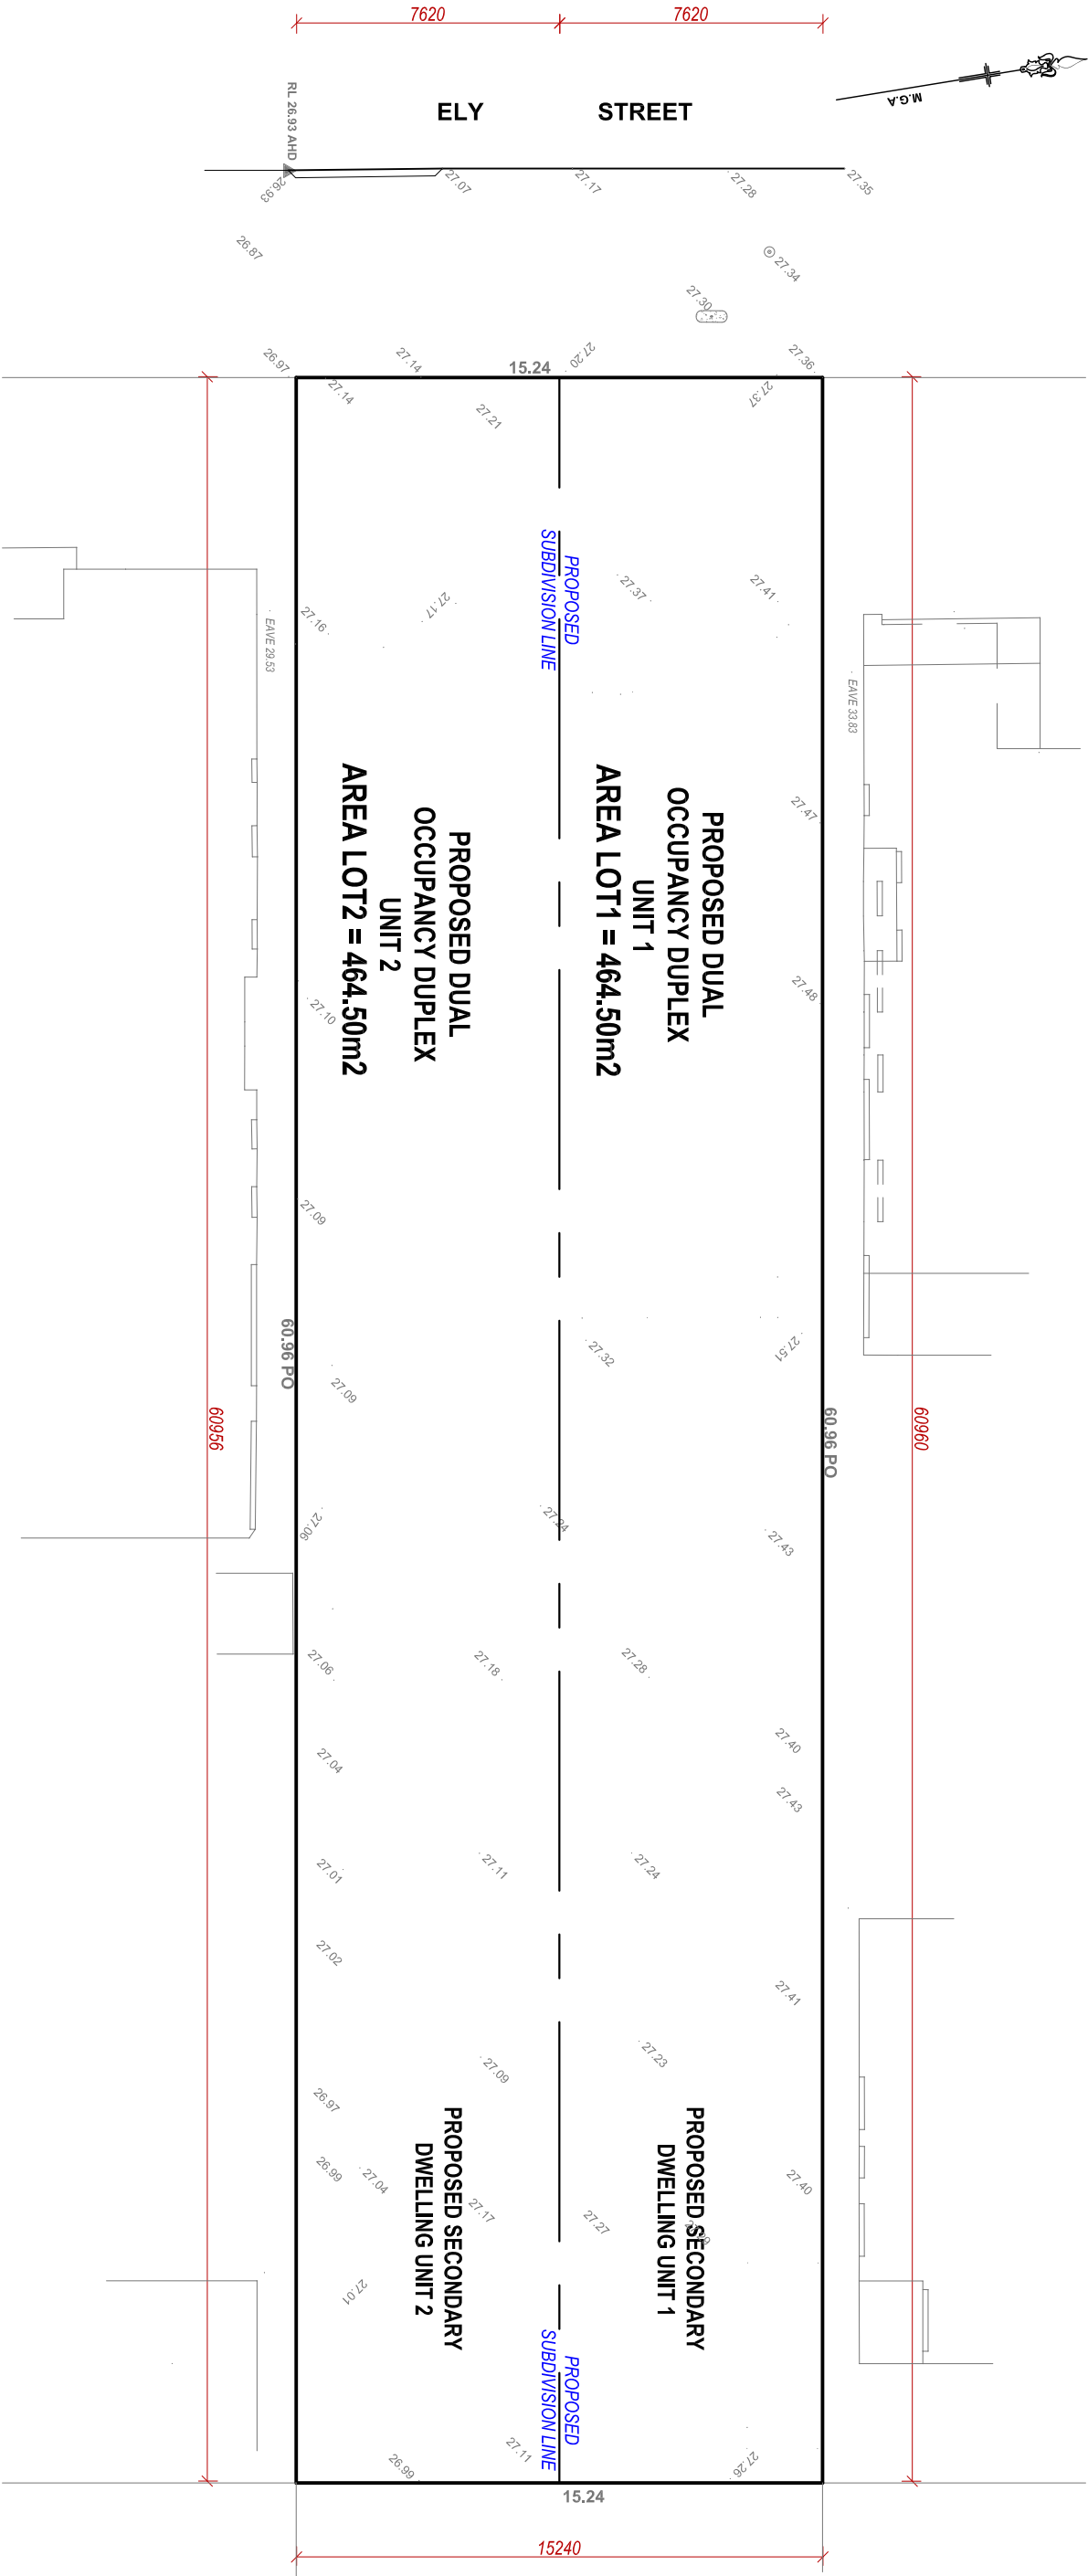 7620
7620
M.G.A
ELY STREET
RL 26.93 AHD
26.93
27.07
27.17
27.28
27.35
26.87
27.34
27.30
26.97
27.14
15.24
27.20
27.36
27.14
27.21
27.37
PROPOSED
SUBDIVISION LINE
27.37
27.41
27.16
27.17
EAVE 29.53
EAVE 33.83
PROPOSED DUAL
OCCUPANCY DUPLEX
UNIT 1
AREA LOT1 = 464.50m2
PROPOSED DUAL
OCCUPANCY DUPLEX
UNIT 2
AREA LOT2 = 464.50m2
27.47
27.48
27.10
27.09
60.96 PO
27.32
27.51
27.09
60956
60.96 PO
60960
27.06
27.24
27.43
27.06
27.18
27.28
27.04
27.40
27.43
27.01
27.11
27.24
27.02
27.41
27.09
27.23
26.97
26.99
27.04
27.17
27.27
27.40
PROPOSED SECONDARY
DWELLING UNIT 1
PROPOSED SECONDARY
DWELLING UNIT 2
27.01
PROPOSED
SUBDIVISION LINE
26.99
27.11
27.26
15.24
15240